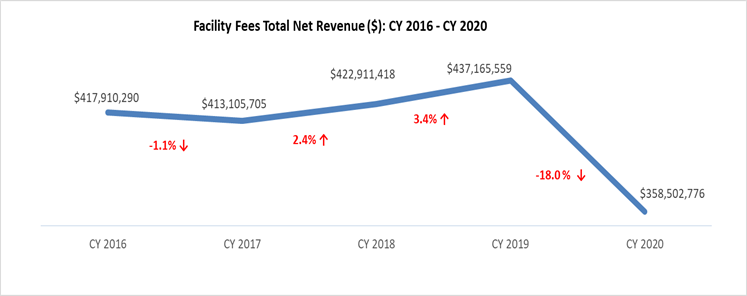 Facility Fees Total Net Revenue ($): CY 2016 - CY 2020
$417,910,290
$413,105,705
$422,911,418
$437,165,559
$358,502,776
-1.1% ↓
2.4% ↑
3.4% ↑
-18.0 % ↓
CY 2016
CY 2017
CY 2018
CY 2019
CY 2020